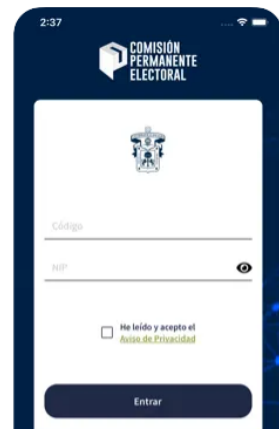 2:37
COMISIÓN
PERMANENTE
ELECTORAL
Código
NIP
He leído y acepto el
Aviso de Privacidad
Entrar